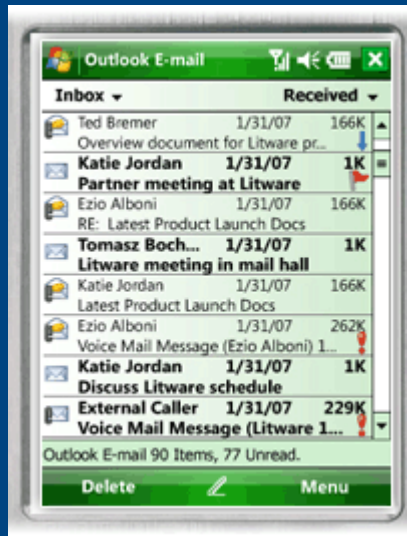 Outlook E-mail
Inbox Received
Ted Bremer 1/31/07 166K
Overview document for Litware pr...
Katie Jordan 1/31/07 1K
Partner meeting at Litware
Ezio Alboni 1/31/07 166K
RE: Latest Product Launch Docs
Tomasz Boch... 1/31/07 1K
Litware meeting in mail hall
Katie Jordan 1/31/07 166K
Latest Product Launch Docs
Ezio Alboni 1/31/07 262K
Voice Mail Message (Ezio Alboni) 1...
Katie Jordan 1/31/07 1K
Discuss Litware schedule
External Caller 1/31/07 229K
Voice Mail Message (Litware 1...
Outlook E-mail 90 Items, 77 Unread.
Delete Menu